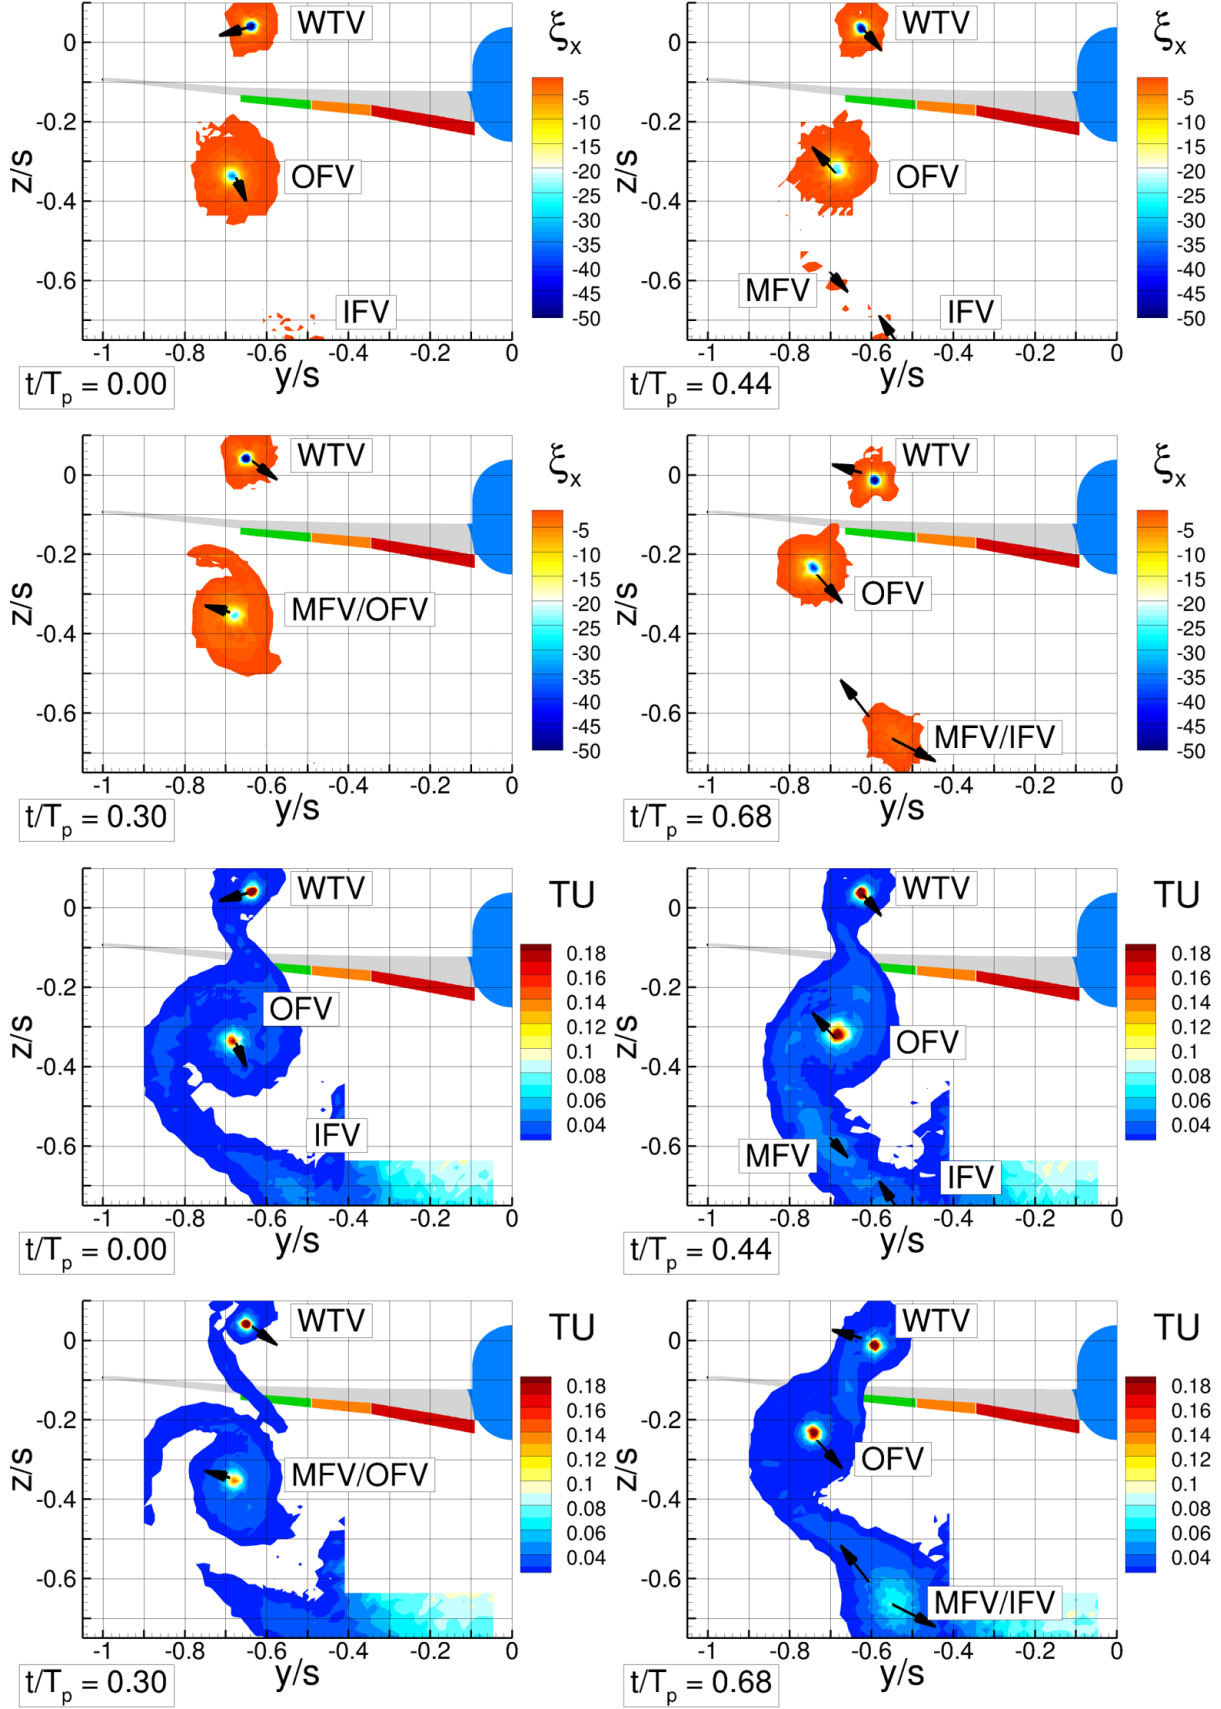 WTV
OFV
IFV
0
-0.2
-0.4
-0.6
z/s
-1 -0.8 -0.6 -0.4 -0.2 0
y/s
t/Tp = 0.00
ξx
-5
-10
-15
-20
-25
-30
-35
-40
-45
-50
WTV
OFV
MFV
IFV
0
-0.2
-0.4
-0.6
z/s
-1 -0.8 -0.6 -0.4 -0.2 0
y/s
t/Tp = 0.44
ξx
-5
-10
-15
-20
-25
-30
-35
-40
-45
-50
WTV
MFV/OFV
0
-0.2
-0.4
-0.6
z/s
-1 -0.8 -0.6 -0.4 -0.2 0
y/s
t/Tp = 0.30
ξx
-5
-10
-15
-20
-25
-30
-35
-40
-45
-50
WTV
OFV
MFV/IFV
0
-0.2
-0.4
-0.6
z/s
-1 -0.8 -0.6 -0.4 -0.2 0
y/s
t/Tp = 0.68
ξx
-5
-10
-15
-20
-25
-30
-35
-40
-45
-50
WTV
OFV
IFV
0
-0.2
-0.4
-0.6
z/s
-1 -0.8 -0.6 -0.4 -0.2 0
y/s
t/Tp = 0.00
TU
0.18
0.16
0.14
0.12
0.1
0.08
0.06
0.04
WTV
OFV
MFV
IFV
0
-0.2
-0.4
-0.6
z/s
-1 -0.8 -0.6 -0.4 -0.2 0
y/s
t/Tp = 0.44
TU
0.18
0.16
0.14
0.12
0.1
0.08
0.06
0.04
WTV
MFV/OFV
0
-0.2
-0.4
-0.6
z/s
-1 -0.8 -0.6 -0.4 -0.2 0
y/s
t/Tp = 0.30
TU
0.18
0.16
0.14
0.12
0.1
0.08
0.06
0.04
WTV
OFV
MFV/IFV
0
-0.2
-0.4
-0.6
z/s
-1 -0.8 -0.6 -0.4 -0.2 0
y/s
t/Tp = 0.68
TU
0.18
0.16
0.14
0.12
0.1
0.08
0.06
0.04